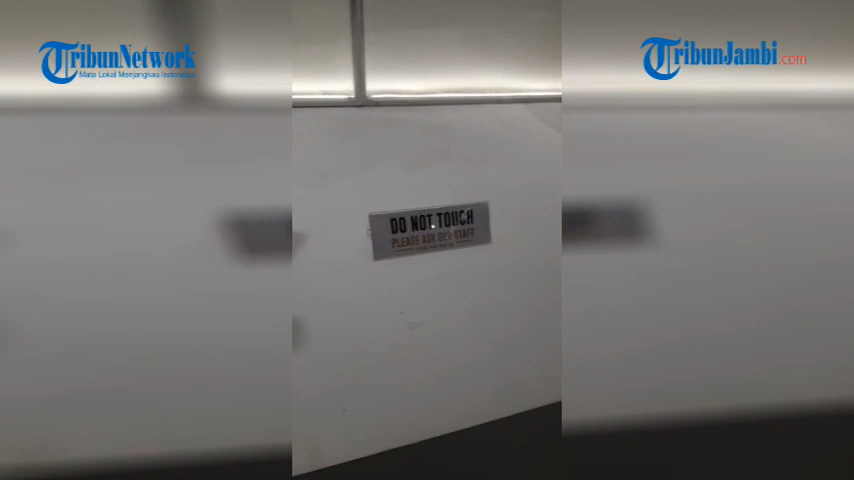 TribunNetwork
Mata Lokal Menjangkau Indonesia
TribunJambi.com
DO NOT TOUCH
PLEASE ASK OUR STAFF